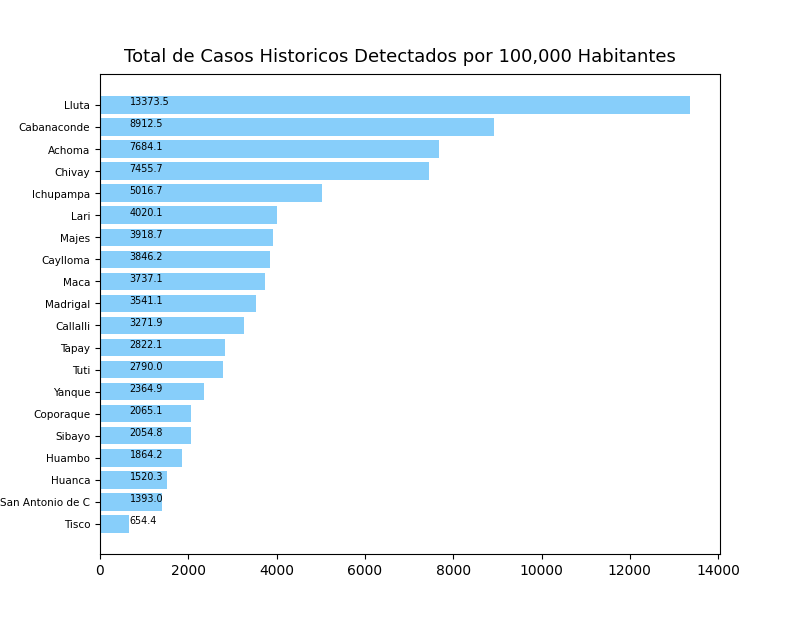 Total de Casos Historicos Detectados por 100,000 Habitantes
Lluta 13373.5
Cabanaconde 8912.5
Achoma 7684.1
Chivay 7455.7
Ichupampa 5016.7
Lari 4020.1
Majes 3918.7
Caylloma 3846.2
Maca 3737.1
Madrigal 3541.1
Callalli 3271.9
Tapay 2822.1
Tuti 2790.0
Yanque 2364.9
Coporaque 2065.1
Sibayo 2054.8
Huambo 1864.2
Huanca 1520.3
San Antonio de C 1393.0
Tisco 654.4
0 2000 4000 6000 8000 10000 12000 14000